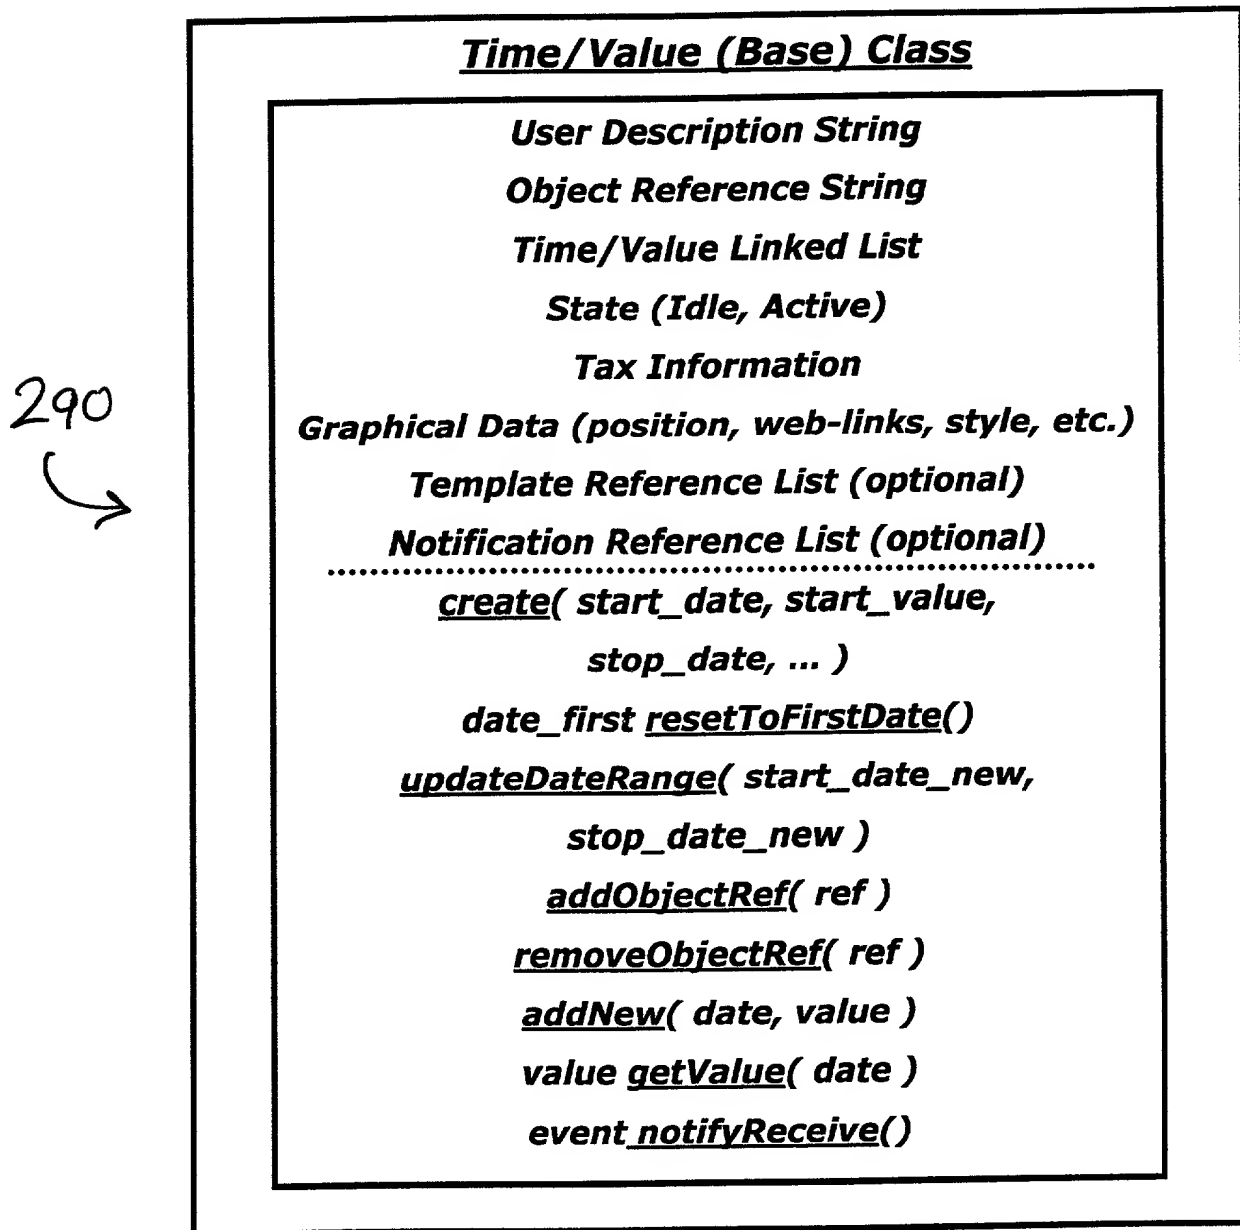 Time/Value (Base) Class
User Description String
Object Reference String
Time/Value Linked List
State (Idle, Active)
Tax Information
290
Graphical Data (position, web-links, style, etc.)
Template Reference List (optional)
Notification Reference List (optional)
create( start_date, start_value,
stop_date, ... )
date_first resetToFirstDate()
updateDateRange( start_date_new,
stop_date_new )
addObjectRef( ref )
removeObjectRef( ref )
addNew( date, value )
value getValue( date )
event notifyReceive()